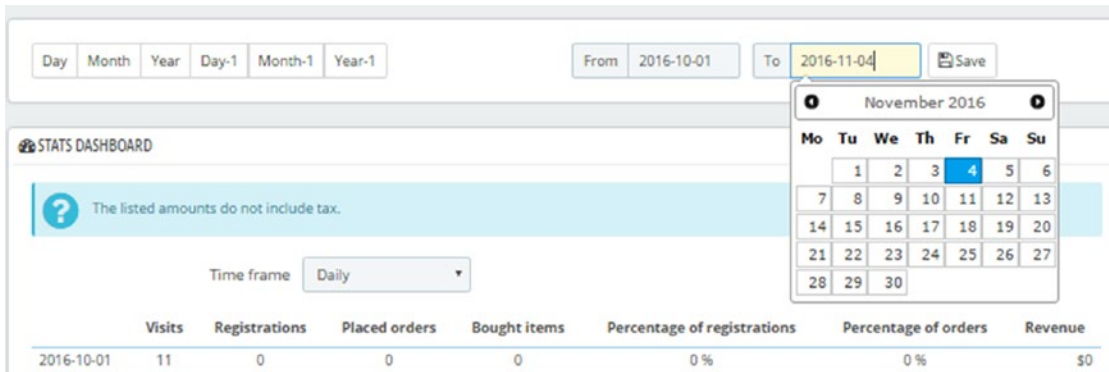 Day Month Year Day-1 Month-1 Year-1 From 2016-10-01 To 2016-11-04 Save
November 2016
Mo Tu We Th Fr Sa Su
1 2 3 4 5 6
7 8 9 10 11 12 13
14 15 16 17 18 19 20
21 22 23 24 25 26 27
28 29 30
STATS DASHBOARD
? The listed amounts do not include tax.
Time frame Daily
Visits Registrations Placed orders Bought items Percentage of registrations Percentage of orders Revenue
2016-10-01 11 0 0 0 0 % 0 % $0